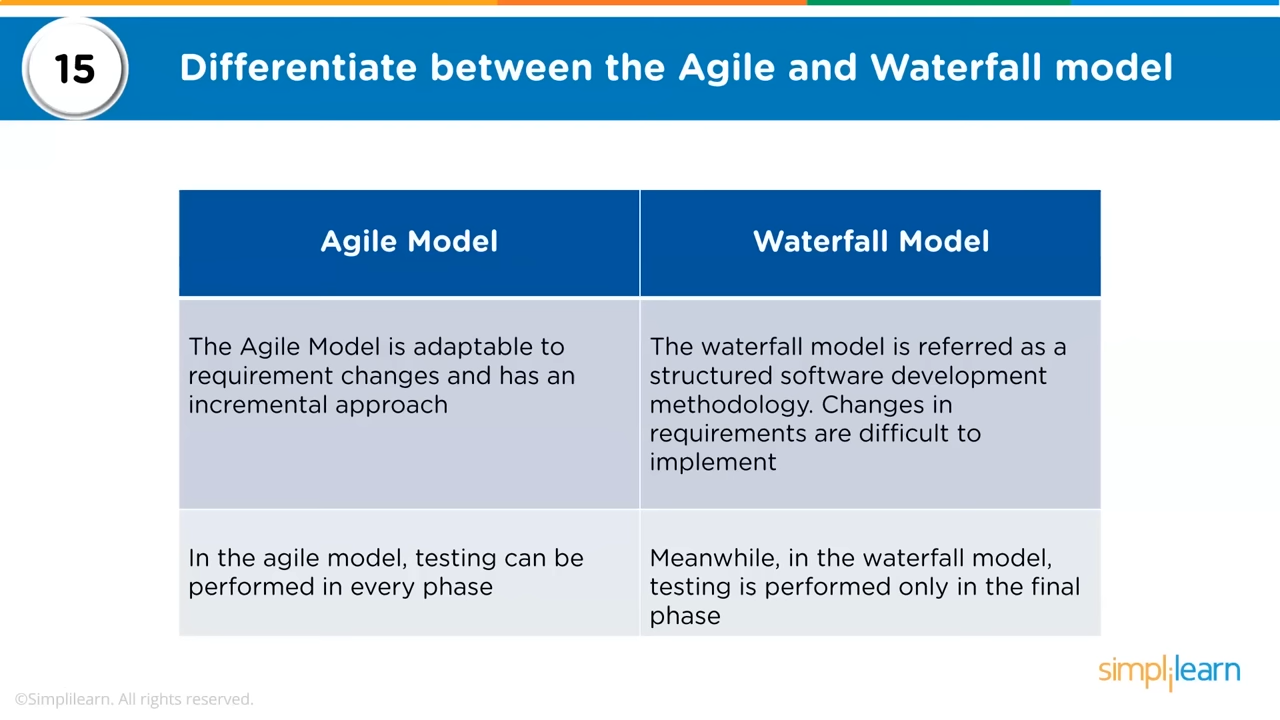 15
Differentiate between the Agile and Waterfall model
Agile Model
Waterfall Model
The Agile Model is adaptable to
requirement changes and has an
incremental approach
The waterfall model is referred as a
structured software development
methodology. Changes in
requirements are difficult to
implement
In the agile model, testing can be
performed in every phase
Meanwhile, in the waterfall model,
testing is performed only in the final
phase
simplilearn
©Simplilearn. All rights reserved.